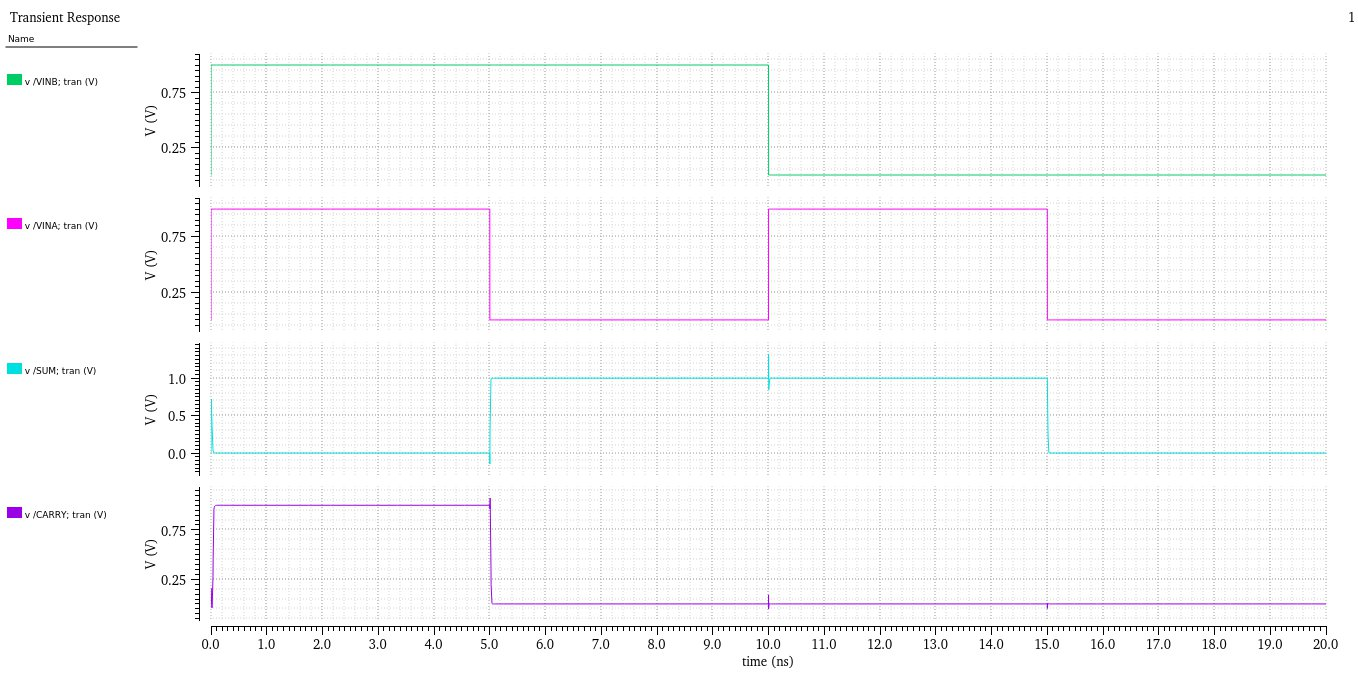 Transient Response
1
Name
v /VINB; tran (V)
0.75
V (V)
0.25
v /VINA; tran (V)
0.75
V (V)
0.25
v /SUM; tran (V)
1.0
V (V)
0.5
0.0
v /CARRY; tran (V)
0.75
V (V)
0.25
0.0 1.0 2.0 3.0 4.0 5.0 6.0 7.0 8.0 9.0 10.0 11.0 12.0 13.0 14.0 15.0 16.0 17.0 18.0 19.0 20.0
time (ns)